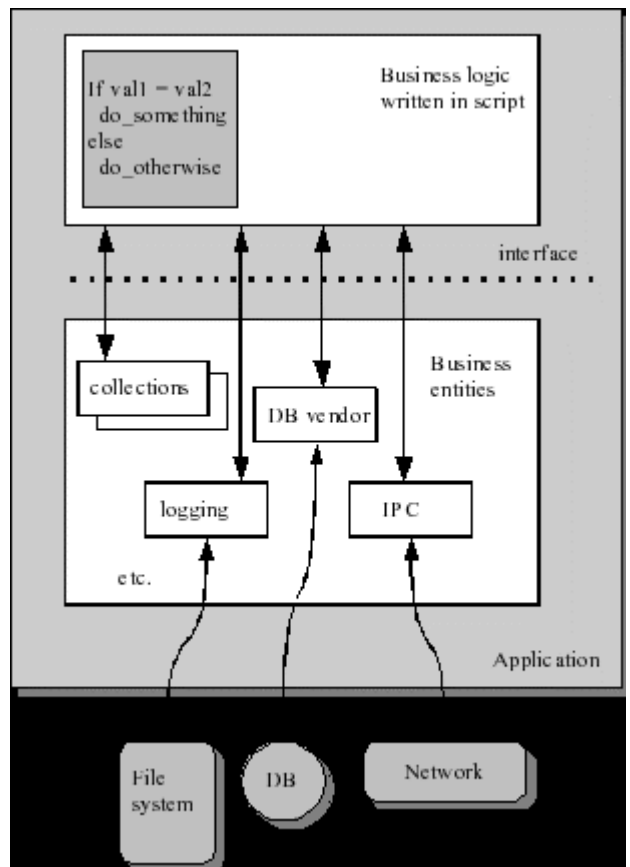 If val1 = val2
do_something
else
do_otherwise
Business logic
written in script
interface
Business
entities
collections
DB vendor
logging
IPC
etc.
Application
File
system
DB
Network